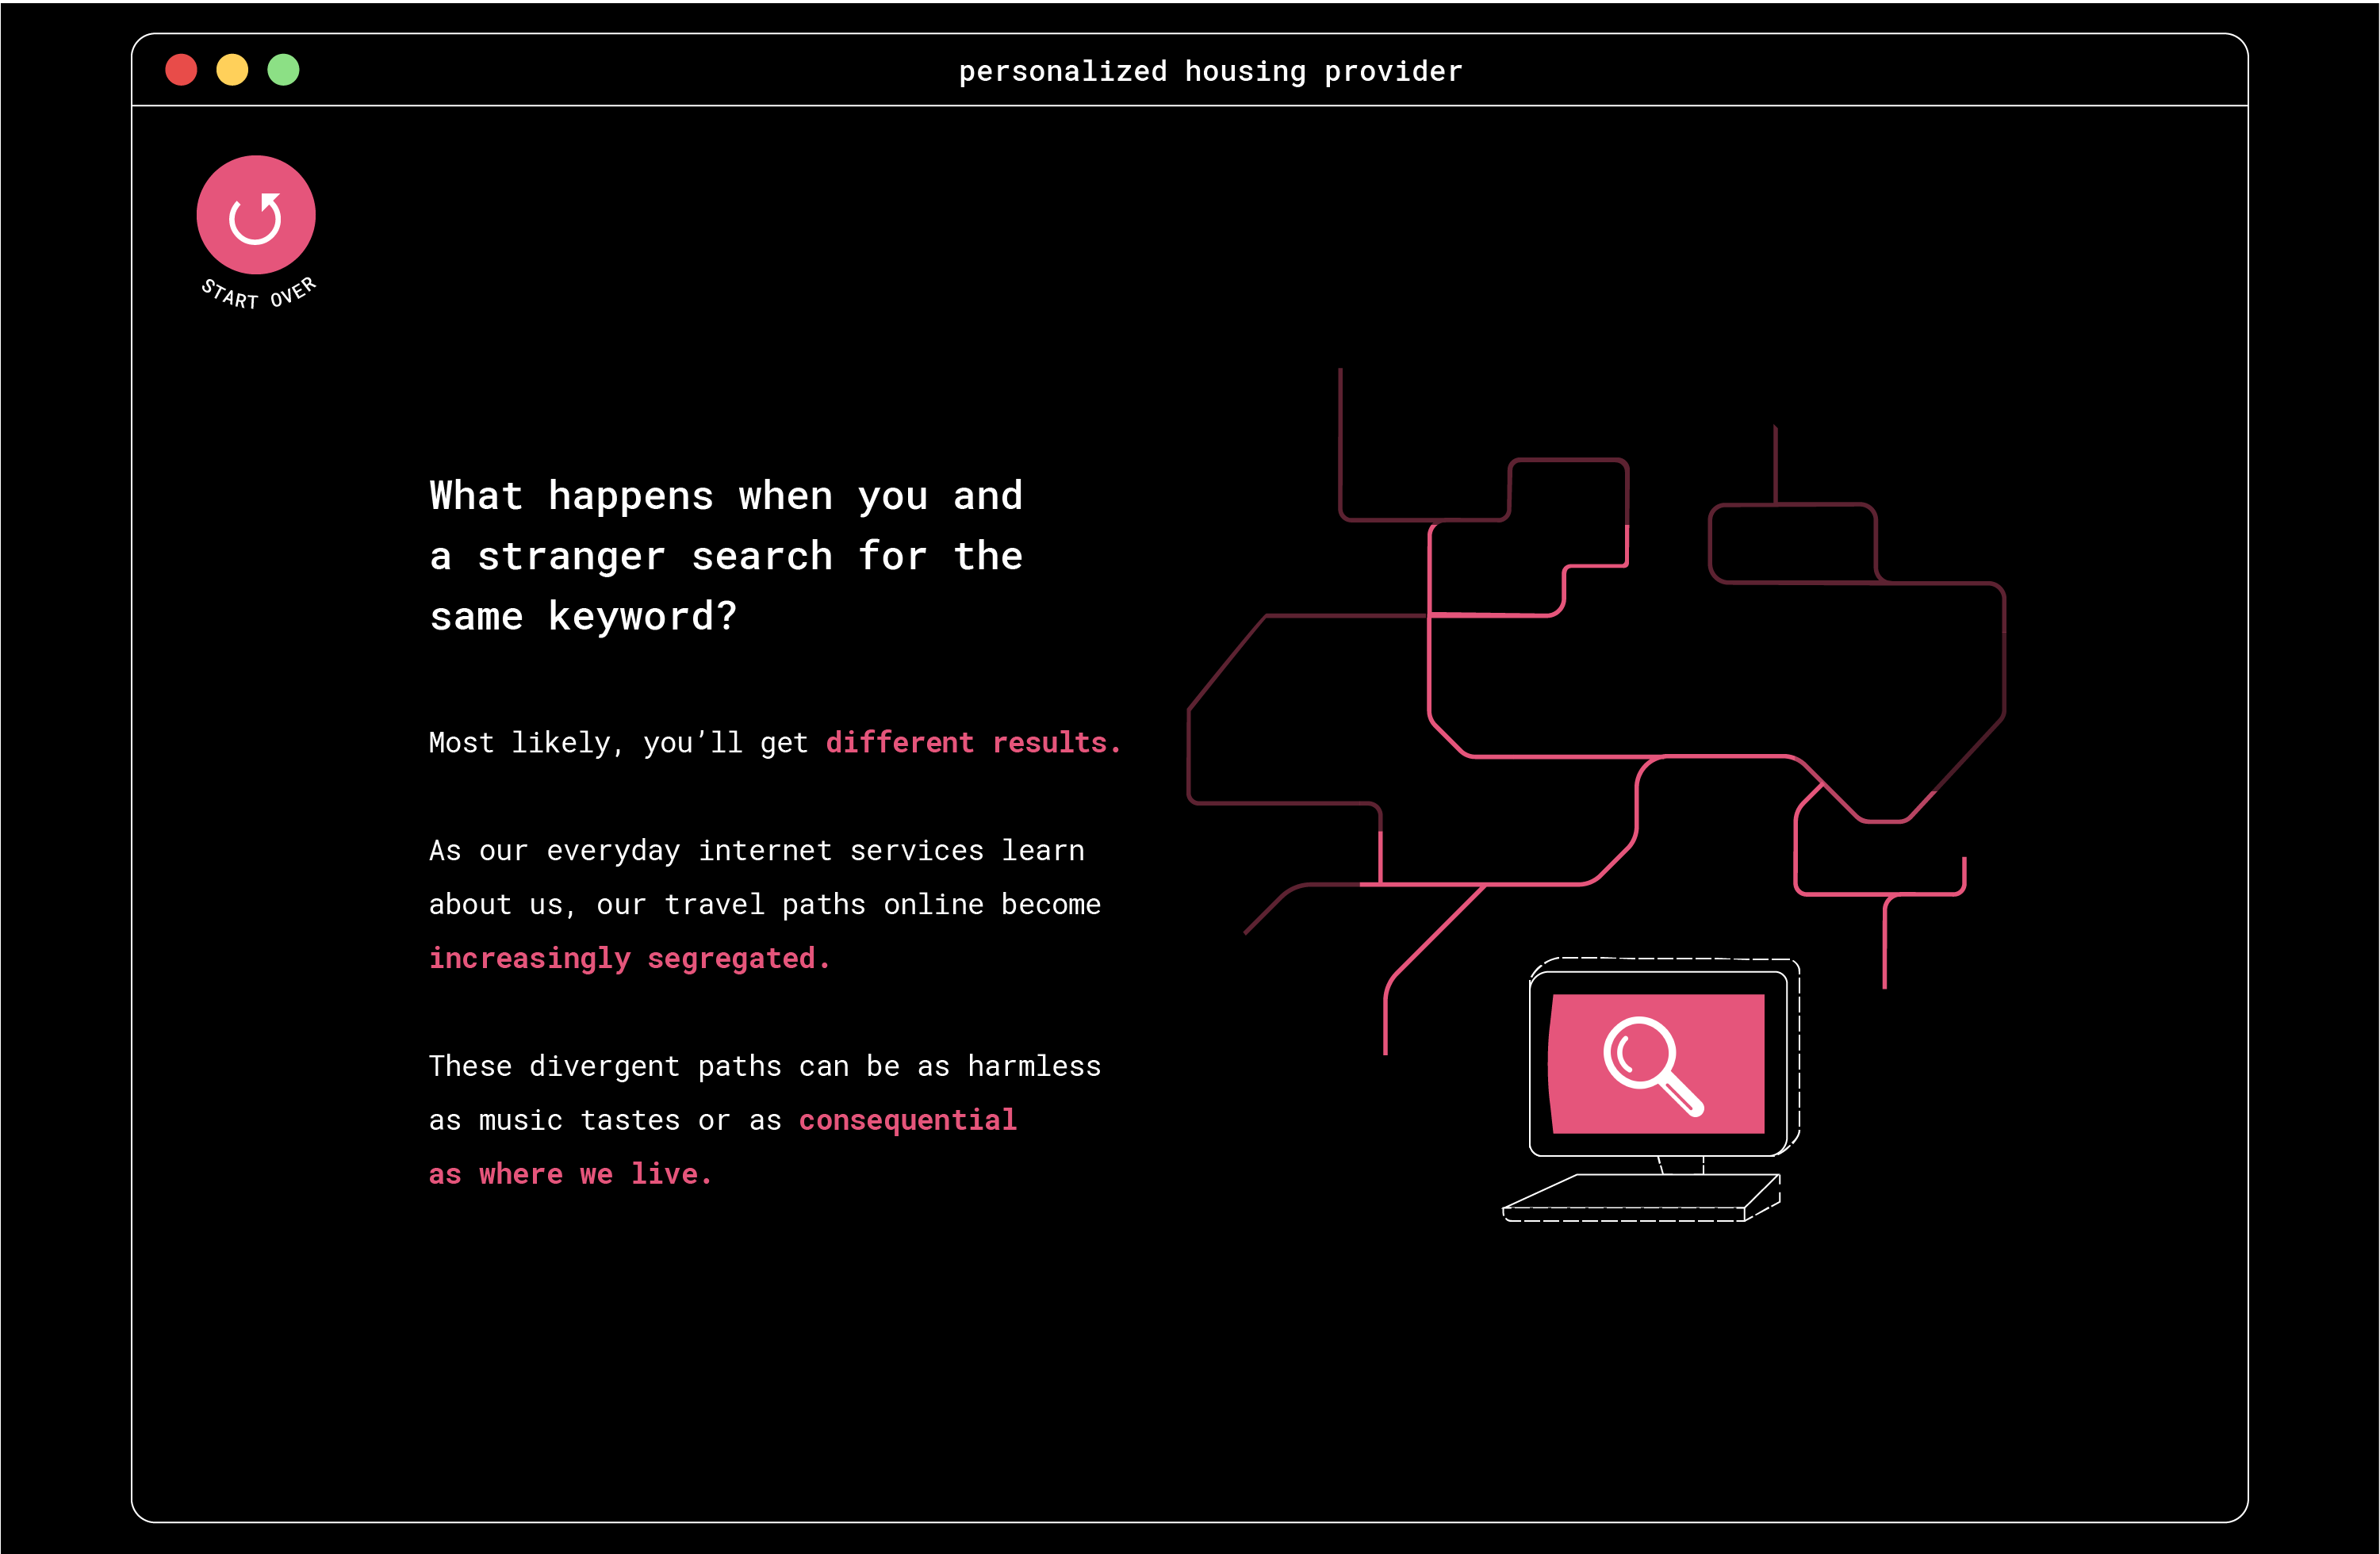 personalized housing provider
START OVER
What happens when you and
a stranger search for the
same keyword?
Most likely, you’ll get different results.
As our everyday internet services learn
about us, our travel paths online become
increasingly segregated.
These divergent paths can be as harmless
as music tastes or as consequential
as where we live.